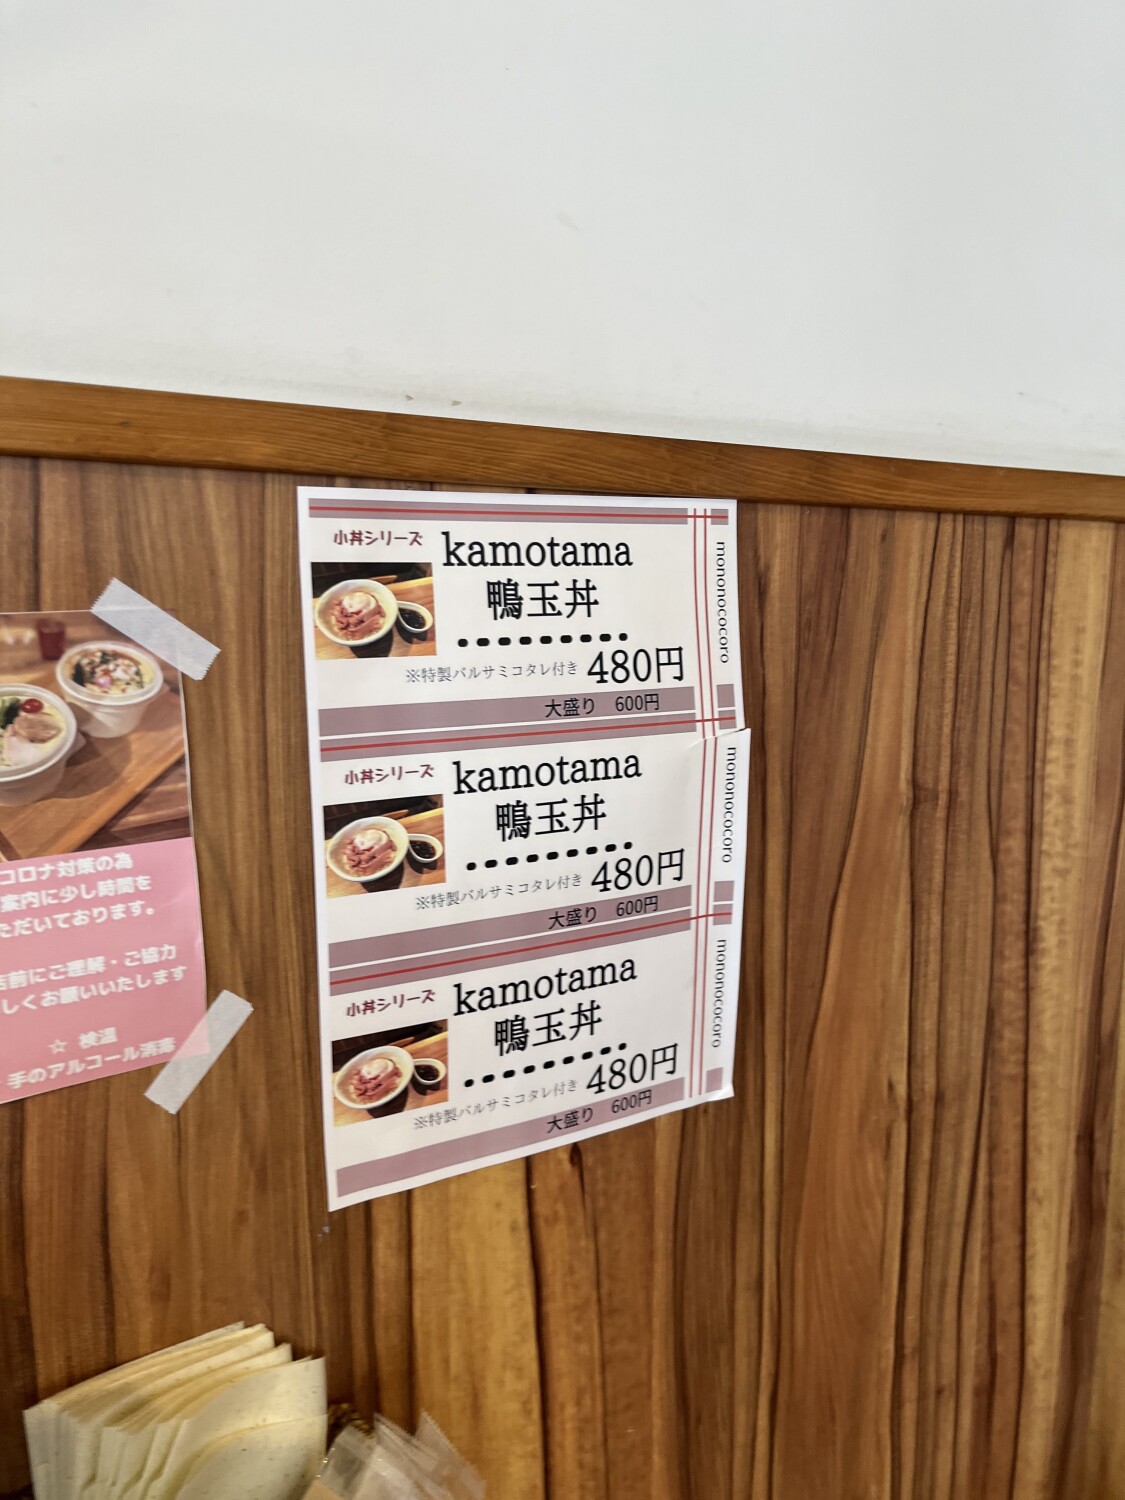 小丼シリーズ
kamotama
鴨玉丼
※特製バルサミコタレ付き 480円
大盛り 600円
mononococoro
小丼シリーズ
kamotama
鴨玉丼
※特製バルサミコタレ付き 480円
大盛り 600円
mononococoro
小丼シリーズ
kamotama
鴨玉丼
※特製バルサミコタレ付き 480円
大盛り 600円
mononococoro
コロナ対策の為
案内に少し時間を
ただいております。
店前にご理解・ご協力
しくお願いいたします
☆ 検温
手のアルコール消毒